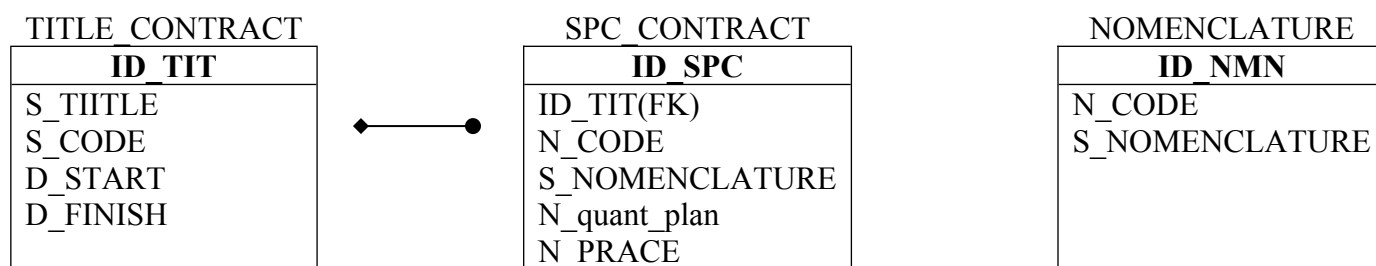 TITLE_CONTRACT
ID_TIT
S_TIITLE
S_CODE
D_START
D_FINISH
SPC_CONTRACT
ID_SPC
ID_TIT(FK)
N_CODE
S_NOMENCLATURE
N_quant_plan
N_PRACE
NOMENCLATURE
ID_NMN
N_CODE
S_NOMENCLATURE